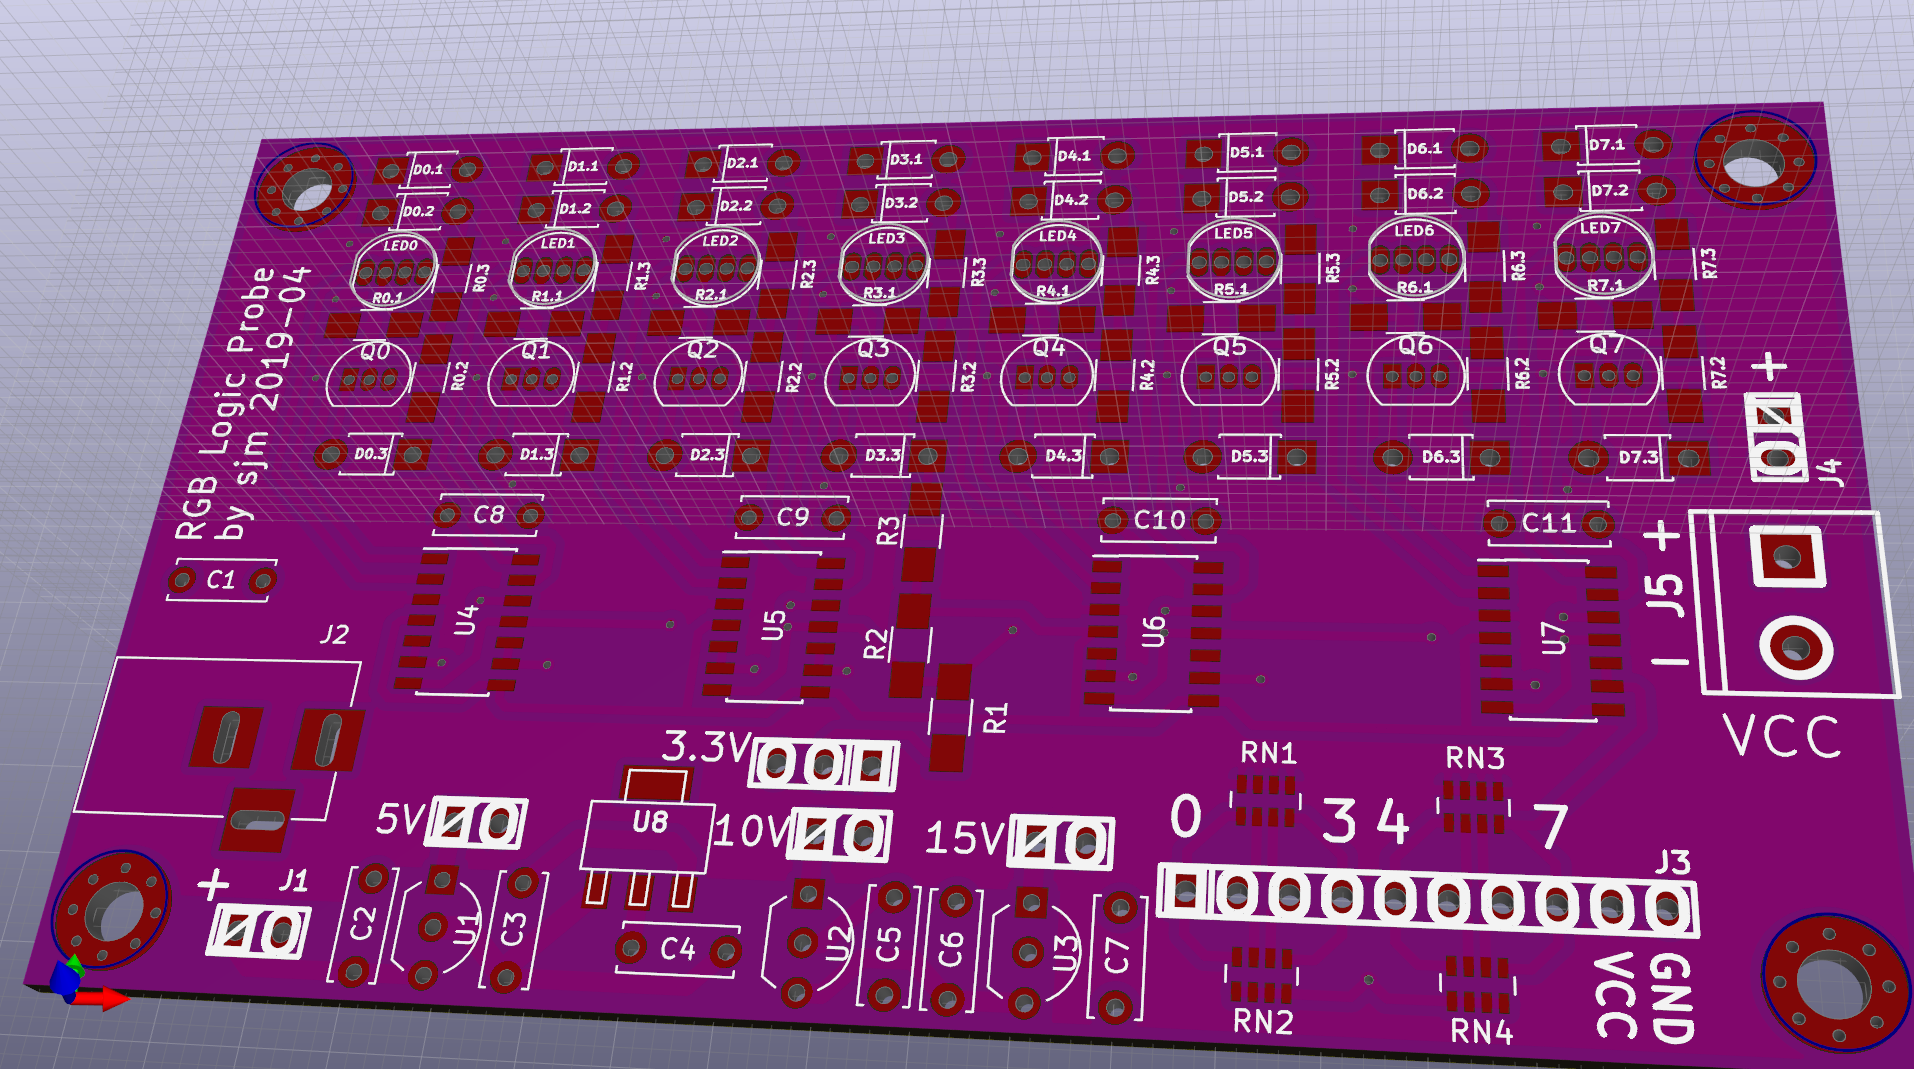 D0.1 D1.1 D2.1 D3.1 D4.1 D5.1 D6.1 D7.1
D0.2 D1.2 D2.2 D3.2 D4.2 D5.2 D6.2 D7.2
LED0 LED1 LED2 LED3 LED4 LED5 LED6 LED7
R0.3 R1.3 R2.3 R3.3 R4.3 R5.3 R6.3 R7.3
R0.1 R1.1 R2.1 R3.1 R4.1 R5.1 R6.1 R7.1
Q0 Q1 Q2 Q3 Q4 Q5 Q6 Q7
R0.2 R1.2 R2.2 R3.2 R4.2 R5.2 R6.2 R7.2
D0.3 D1.3 D2.3 D3.3 D4.3 D5.3 D6.3 D7.3
RGB Logic Probe
by sjm 2019-04
+
J4
C8 C9 C10 C11
R3
C1
U4 U5 U6 U7
R2
R1
+
J5
-
VCC
J2
3.3V
RN1 RN3
5V U8 10V 15V
0 3 4 7
J3
+ J1
C2 U1 C3 C4 U2 C5 C6 U3 C7
RN2 RN4
GND
VCC